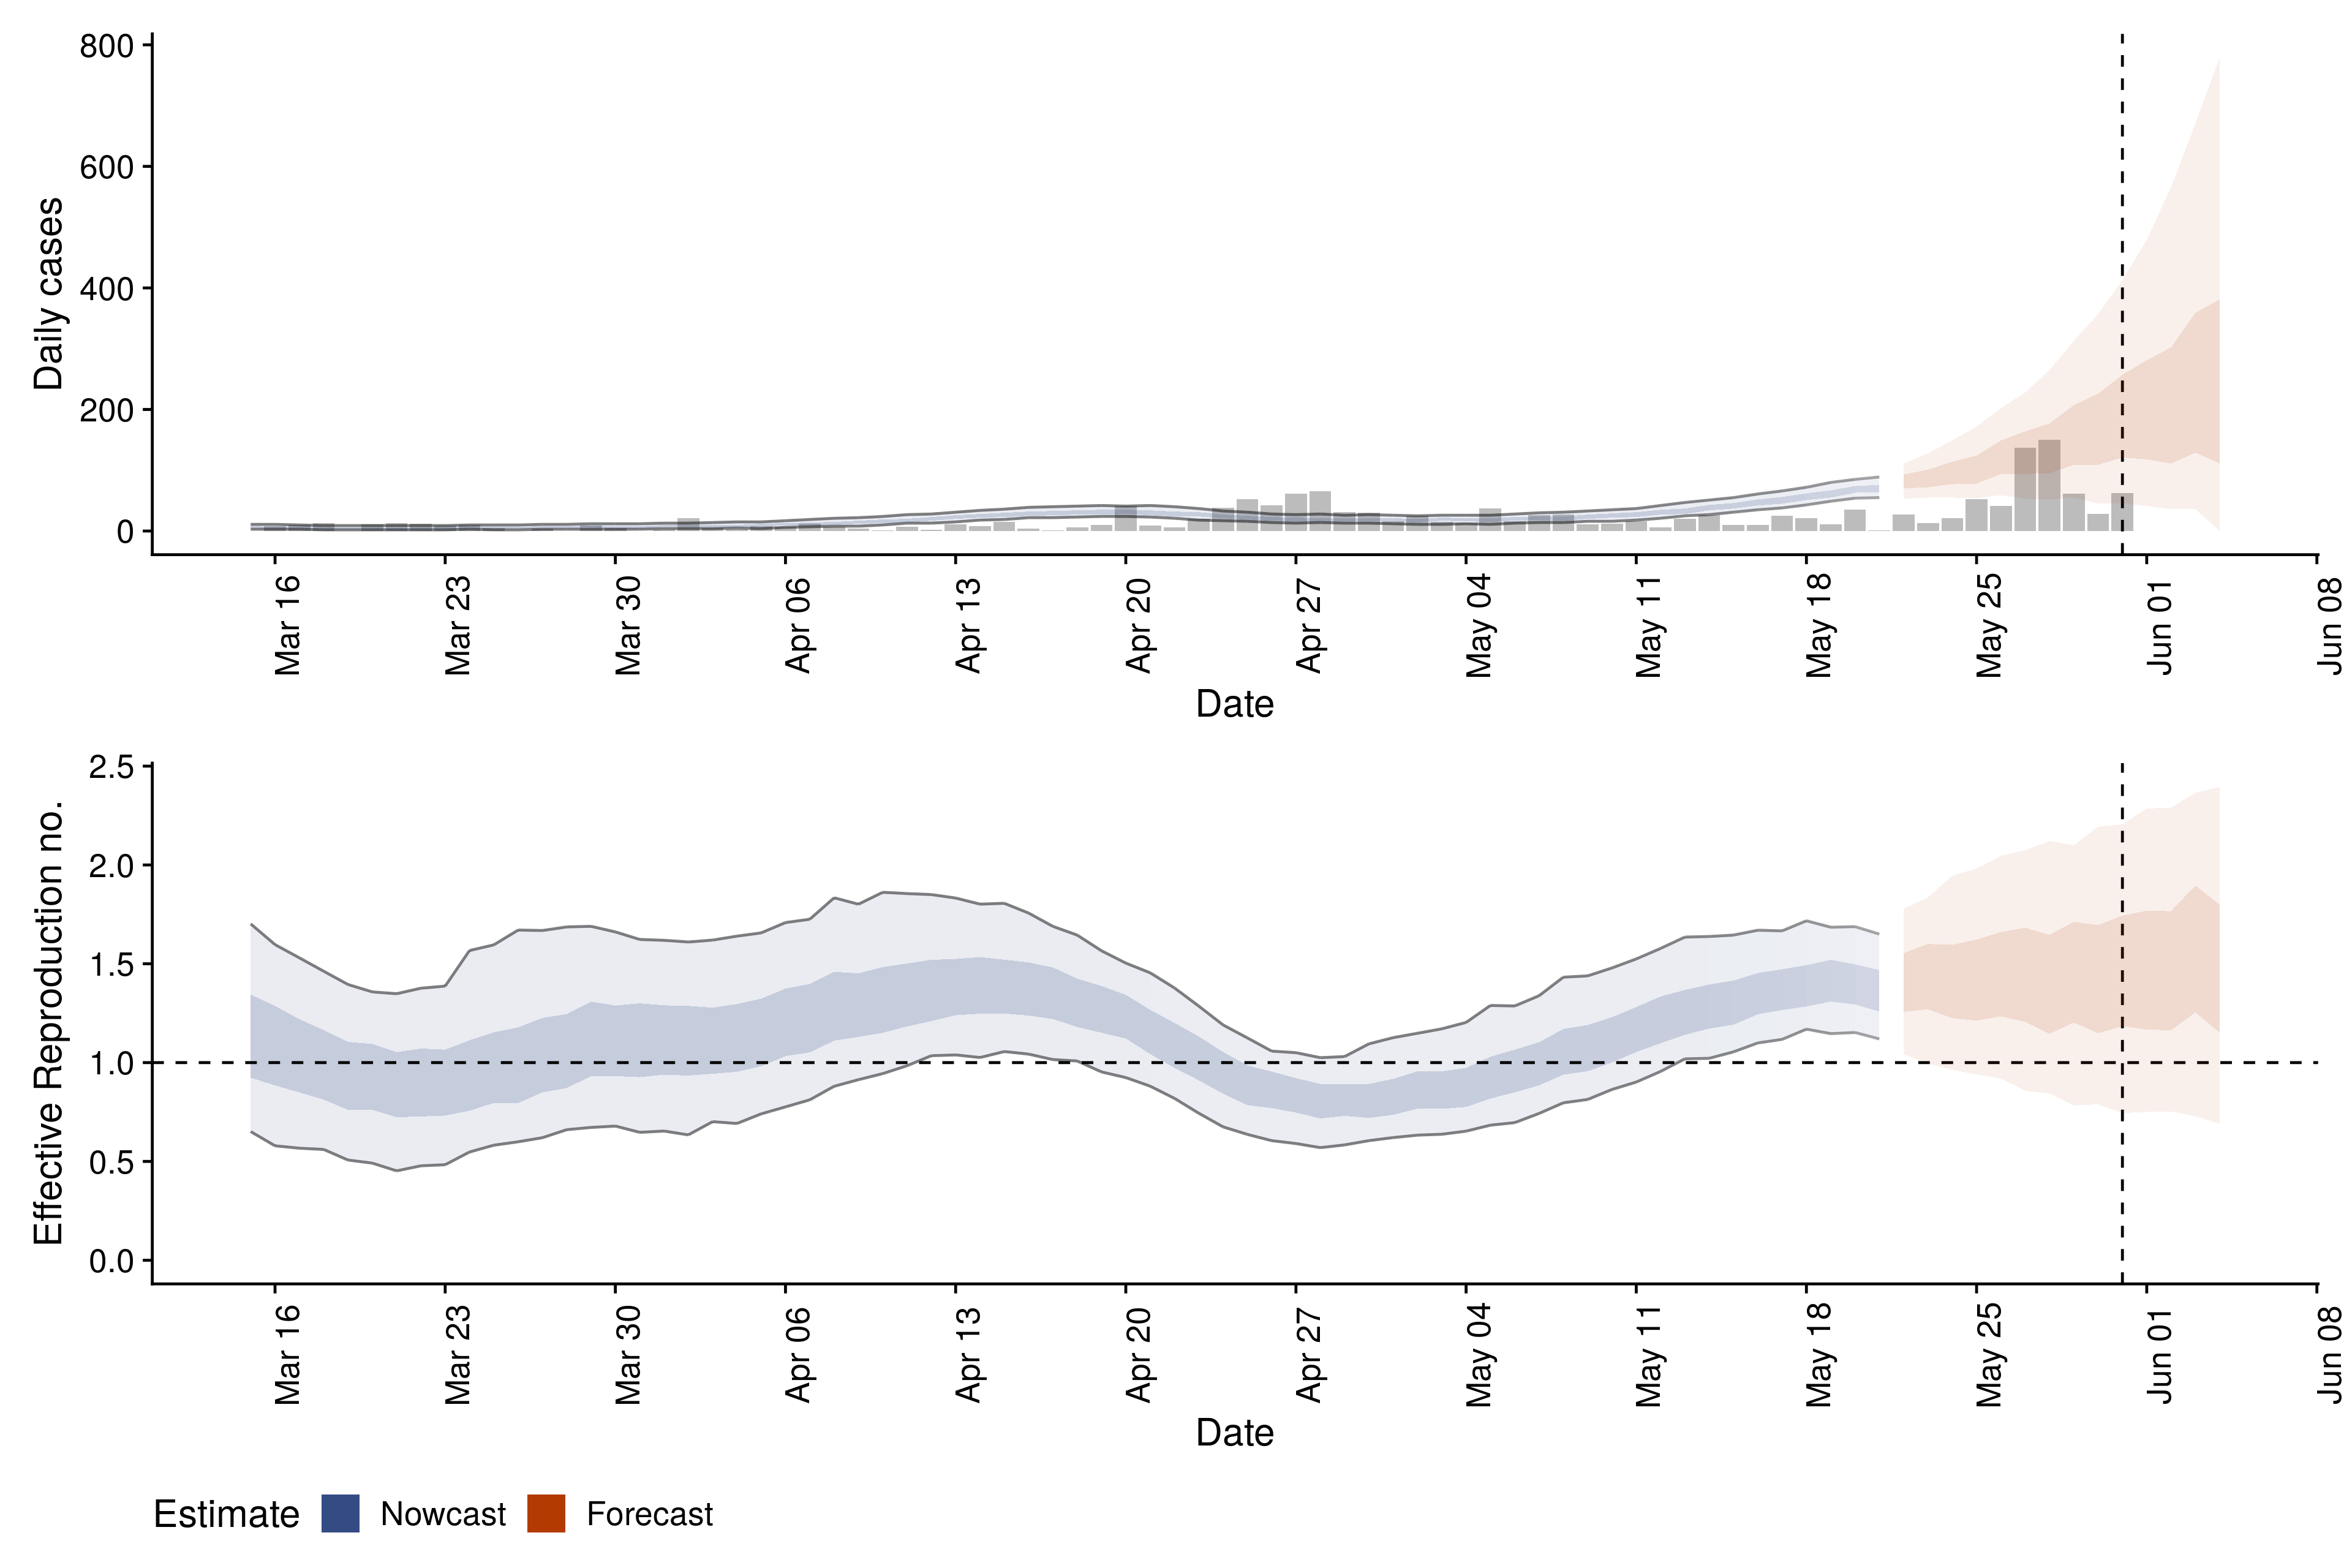 800
600
400
200
0
Daily cases
Mar 16
Mar 23
Mar 30
Apr 06
Apr 13
Apr 20
Apr 27
May 04
May 11
May 18
May 25
Jun 01
Jun 08
Date
2.5
2.0
1.5
1.0
0.5
0.0
Effective Reproduction no.
Mar 16
Mar 23
Mar 30
Apr 06
Apr 13
Apr 20
Apr 27
May 04
May 11
May 18
May 25
Jun 01
Jun 08
Date
Estimate Nowcast Forecast